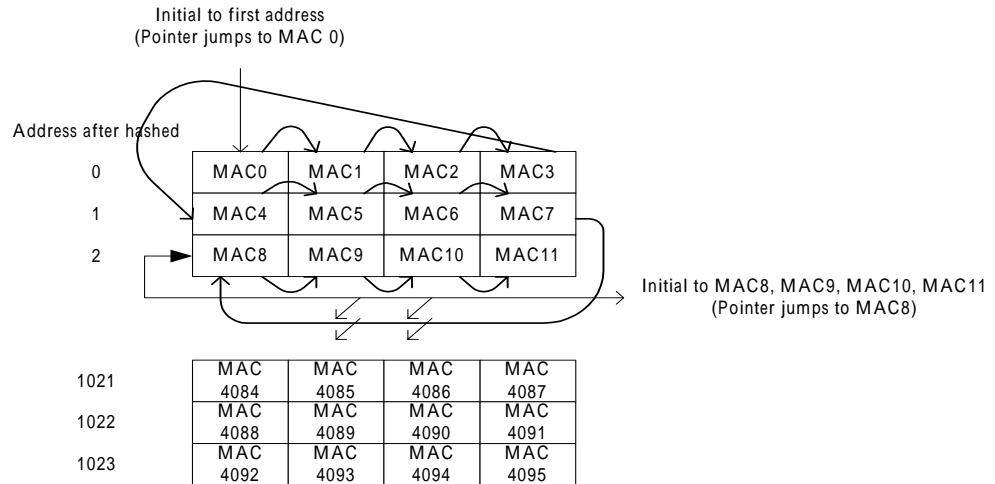 Initial to first address
(Pointer jumps to MAC 0)
Address after hashed
0 MAC0 MAC1 MAC2 MAC3
1 MAC4 MAC5 MAC6 MAC7
2 MAC8 MAC9 MAC10 MAC11
Initial to MAC8, MAC9, MAC10, MAC11
(Pointer jumps to MAC8)
MAC MAC MAC MAC
1021 4084 4085 4086 4087
MAC MAC MAC MAC
1022 4088 4089 4090 4091
MAC MAC MAC MAC
1023 4092 4093 4094 4095